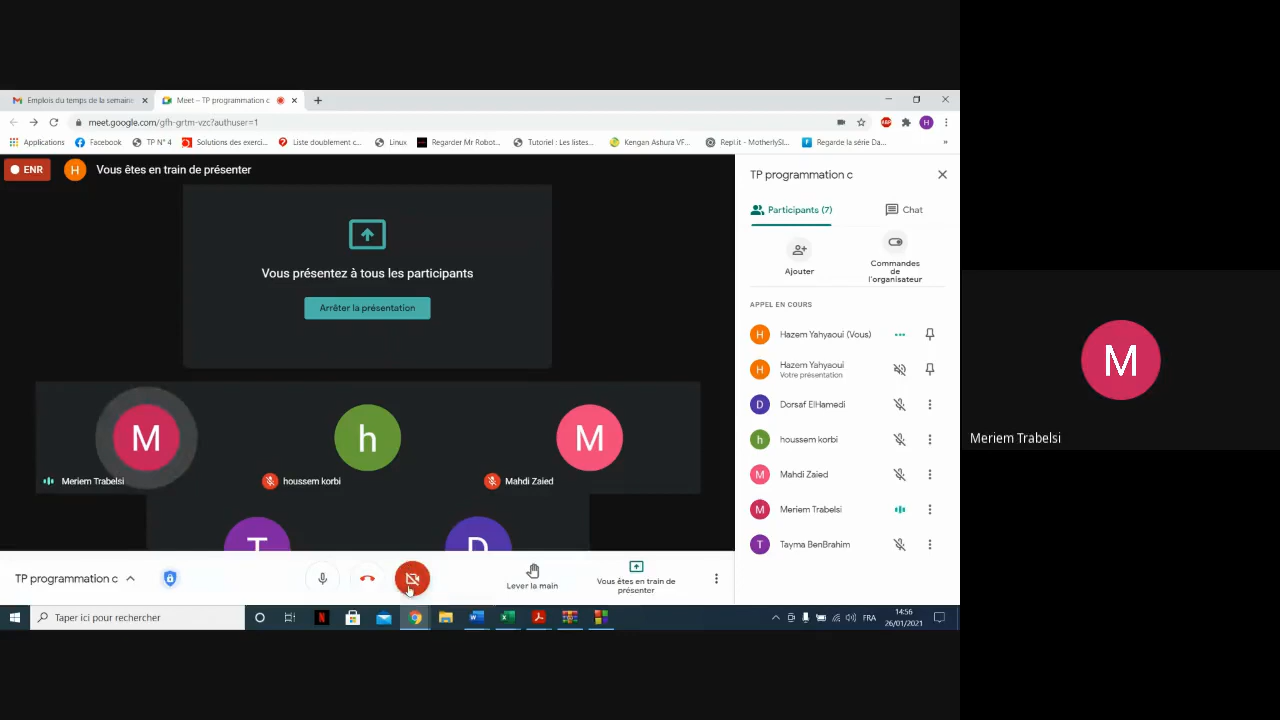 Emplois du temps de la semaine
Meet – TP programmation c
meet.google.com/gfh-grtm-vzc?authuser=1
ABP
H
Applications
Facebook
TP N° 4
Solutions des exerci...
Liste doublement c...
Linux
Regarder Mr Robot...
Tutoriel : Les listes...
Kengan Ashura VF...
Repl.it - MotherlySl...
Regarde la série Da...
»
ENR
H
Vous êtes en train de présenter
Vous présentez à tous les participants
Arrêter la présentation
M
h
M
Meriem Trabelsi
houssem korbi
Mahdi Zaied
T
D
TP programmation c
Lever la main
Vous êtes en train de
présenter
TP programmation c
Participants (7)
Chat
Ajouter
Commandes
de
l'organisateur
APPEL EN COURS
H
Hazem Yahyaoui (Vous)
H
Hazem Yahyaoui
Votre présentation
D
Dorsaf ElHamedi
h
houssem korbi
M
Mahdi Zaied
M
Meriem Trabelsi
T
Tayma BenBrahim
Taper ici pour rechercher
N
FRA
14:56
26/01/2021
M
Meriem Trabelsi